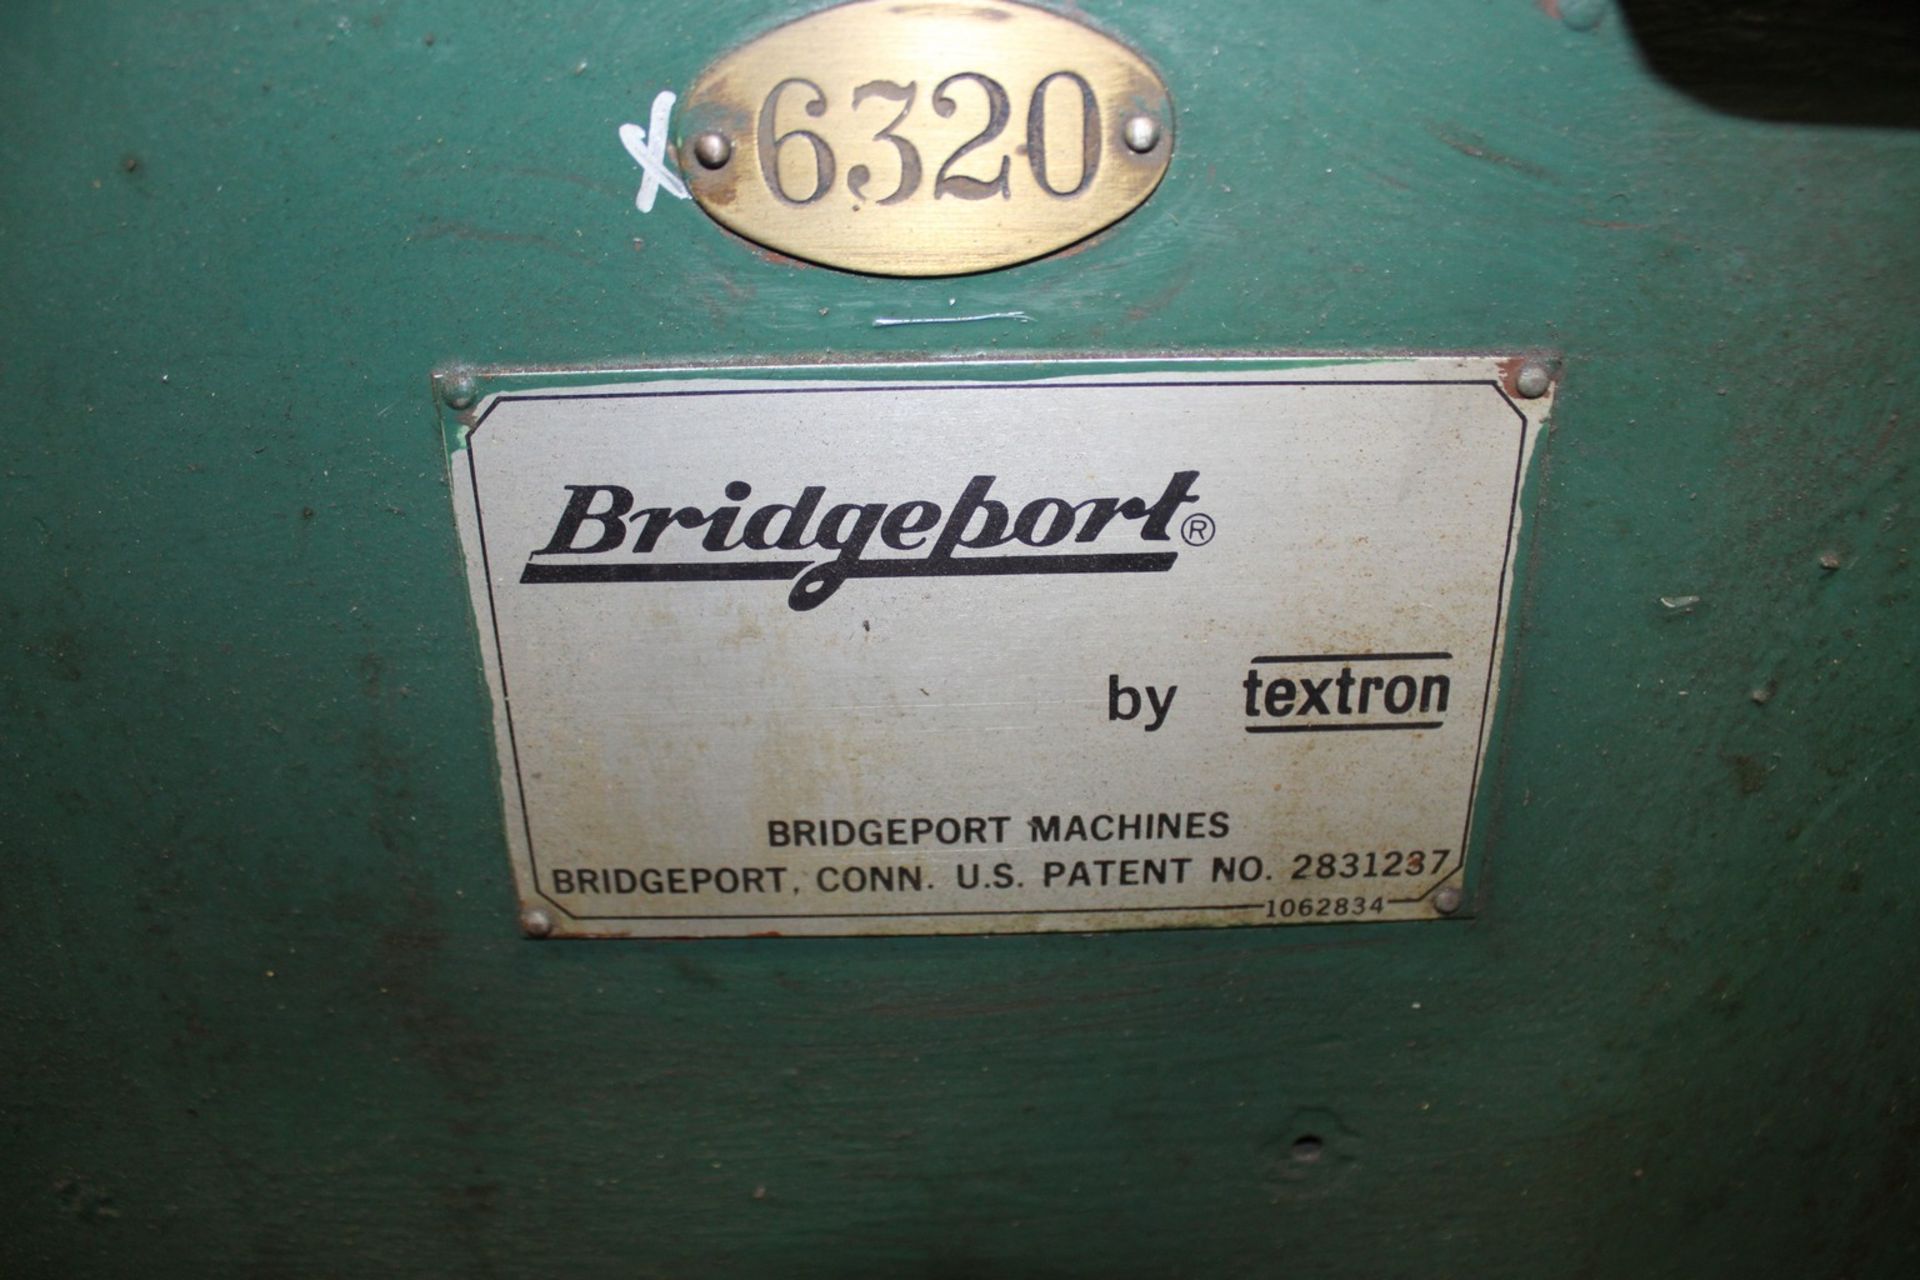 6320
Bridgeport®
by textron
BRIDGEPORT MACHINES
BRIDGEPORT, CONN. U.S. PATENT NO. 2831237
1062834